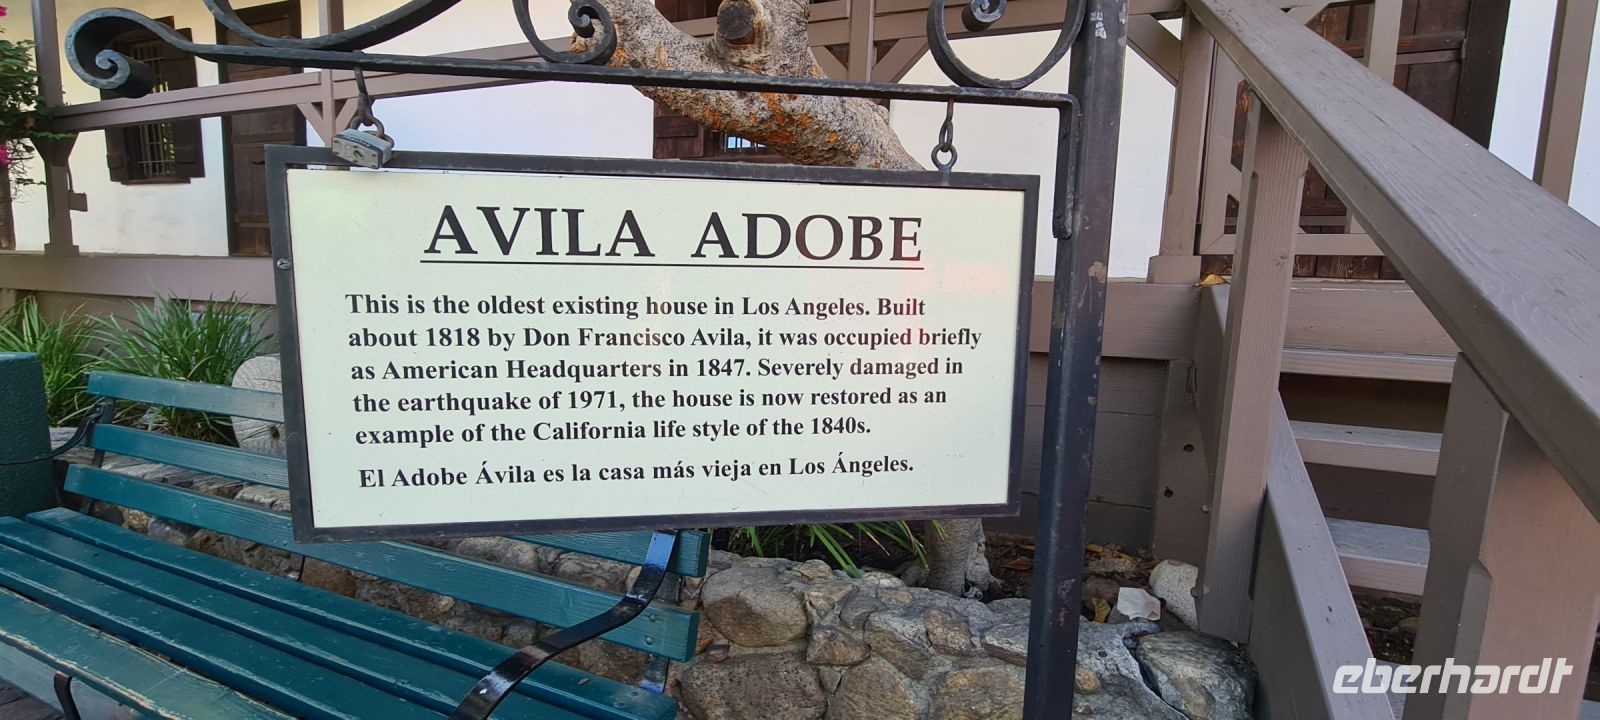 AVILA ADOBE
This is the oldest existing house in Los Angeles. Built
about 1818 by Don Francisco Avila, it was occupied briefly
as American Headquarters in 1847. Severely damaged in
the earthquake of 1971, the house is now restored as an
example of the California life style of the 1840s.
El Adobe Ávila es la casa más vieja en Los Ángeles.
eberhardt